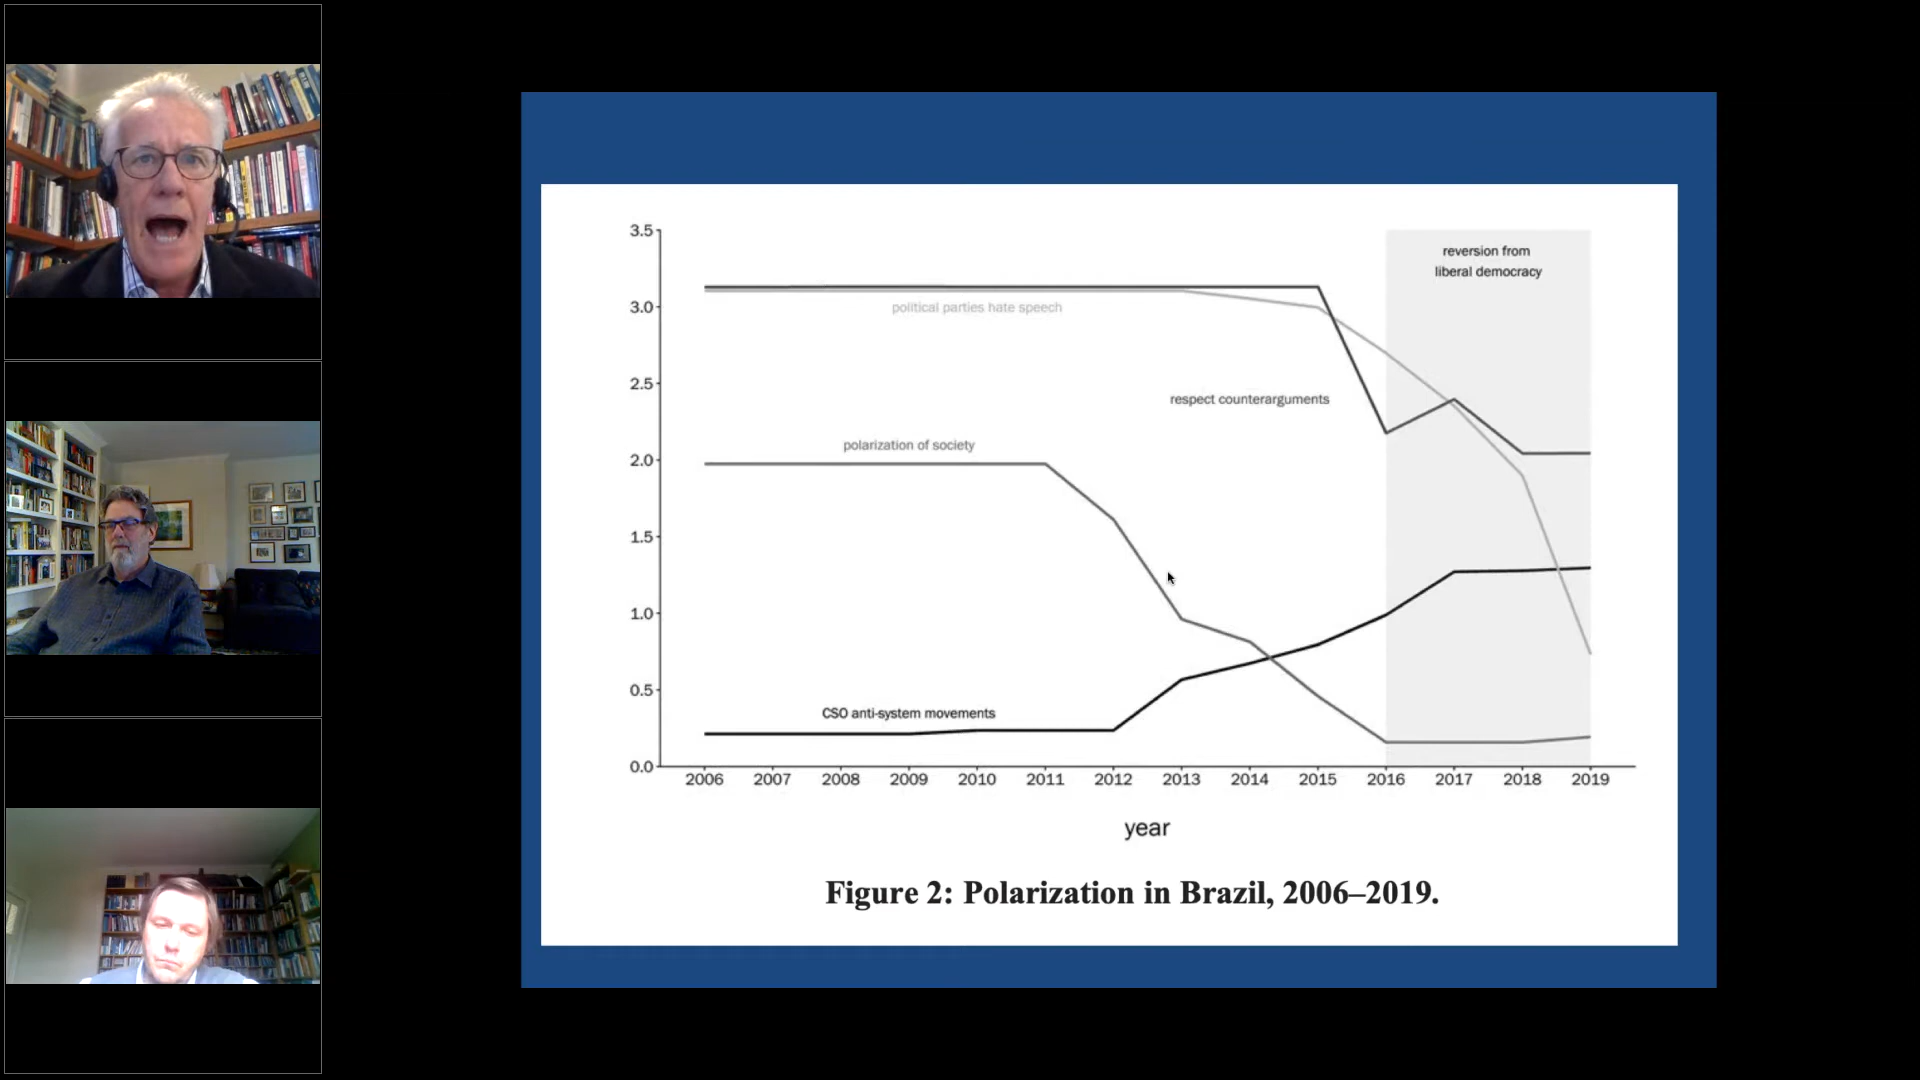 3.5
reversion from
liberal democracy
3.0
political parties hate speech
2.5
respect counterarguments
polarization of society
2.0
1.5
1.0
CSO anti-system movements
0.5
0.0
2006 2007 2008 2009 2010 2011 2012 2013 2014 2015 2016 2017 2018 2019
year
Figure 2: Polarization in Brazil, 2006–2019.